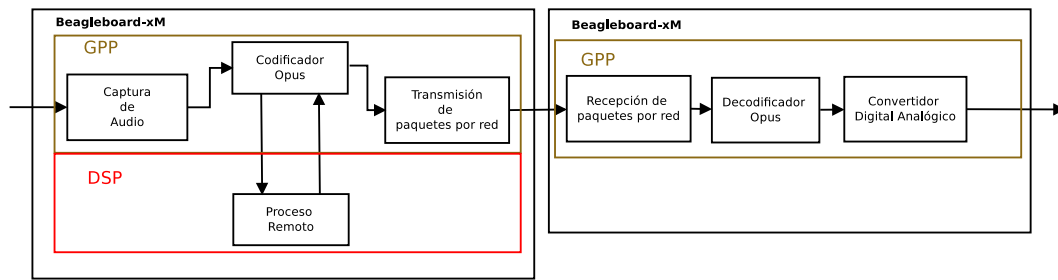 Beagleboard-xM
GPP
Captura
de
Audio
Codificador
Opus
Transmisión
de
paquetes por red
DSP
Proceso
Remoto
Beagleboard-xM
GPP
Recepción de
paquetes por red
Decodificador
Opus
Convertidor
Digital Analógico